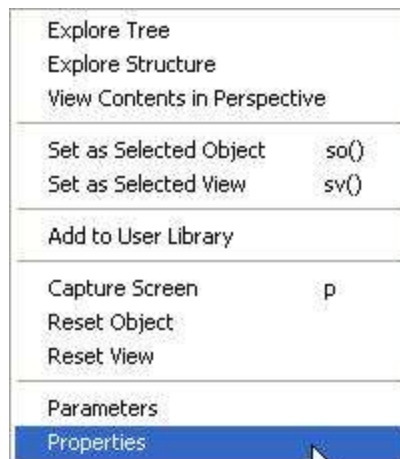 Explore Tree
Explore Structure
View Contents in Perspective
Set as Selected Object so()
Set as Selected View sv()
Add to User Library
Capture Screen p
Reset Object
Reset View
Parameters
Properties